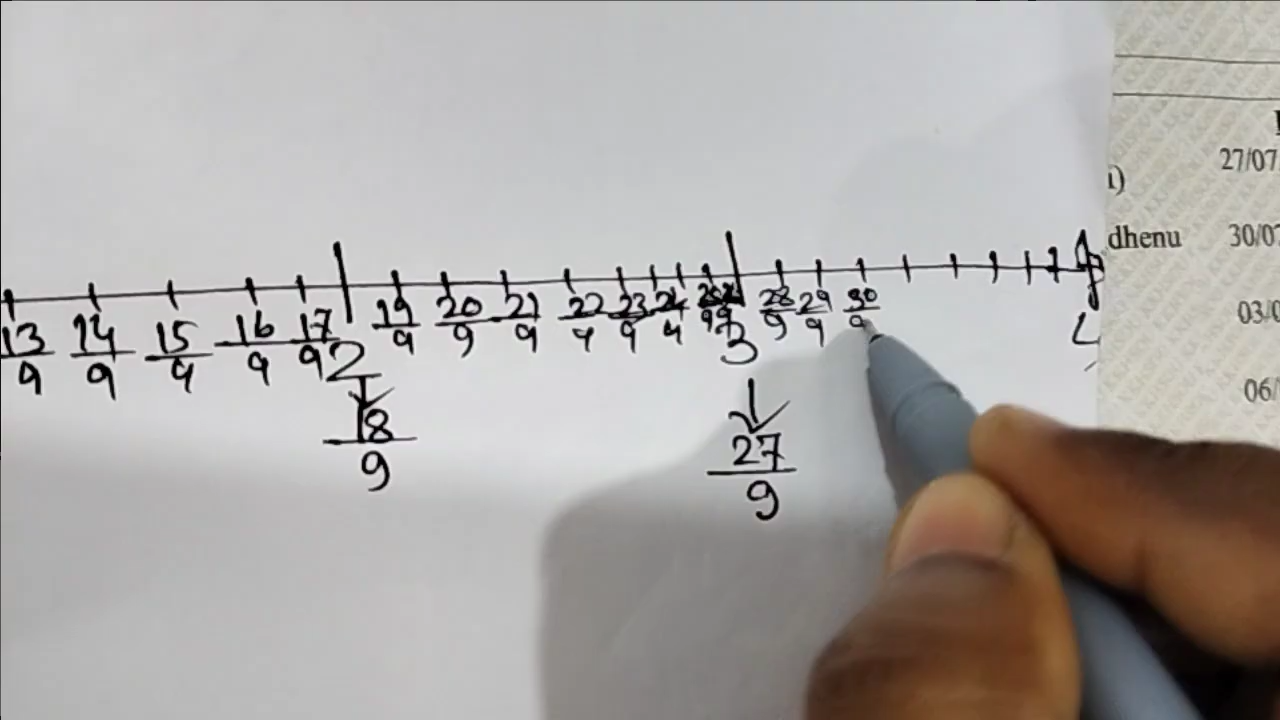 13/9 14/9 15/9 16/9 17/9 19/9 20/9 21/9 22/9 23/9 24/9 28/9 29/9 30/9
2 3 4
18/9 27/9
i)
27/07
dhenu 30/07
03/0
06/